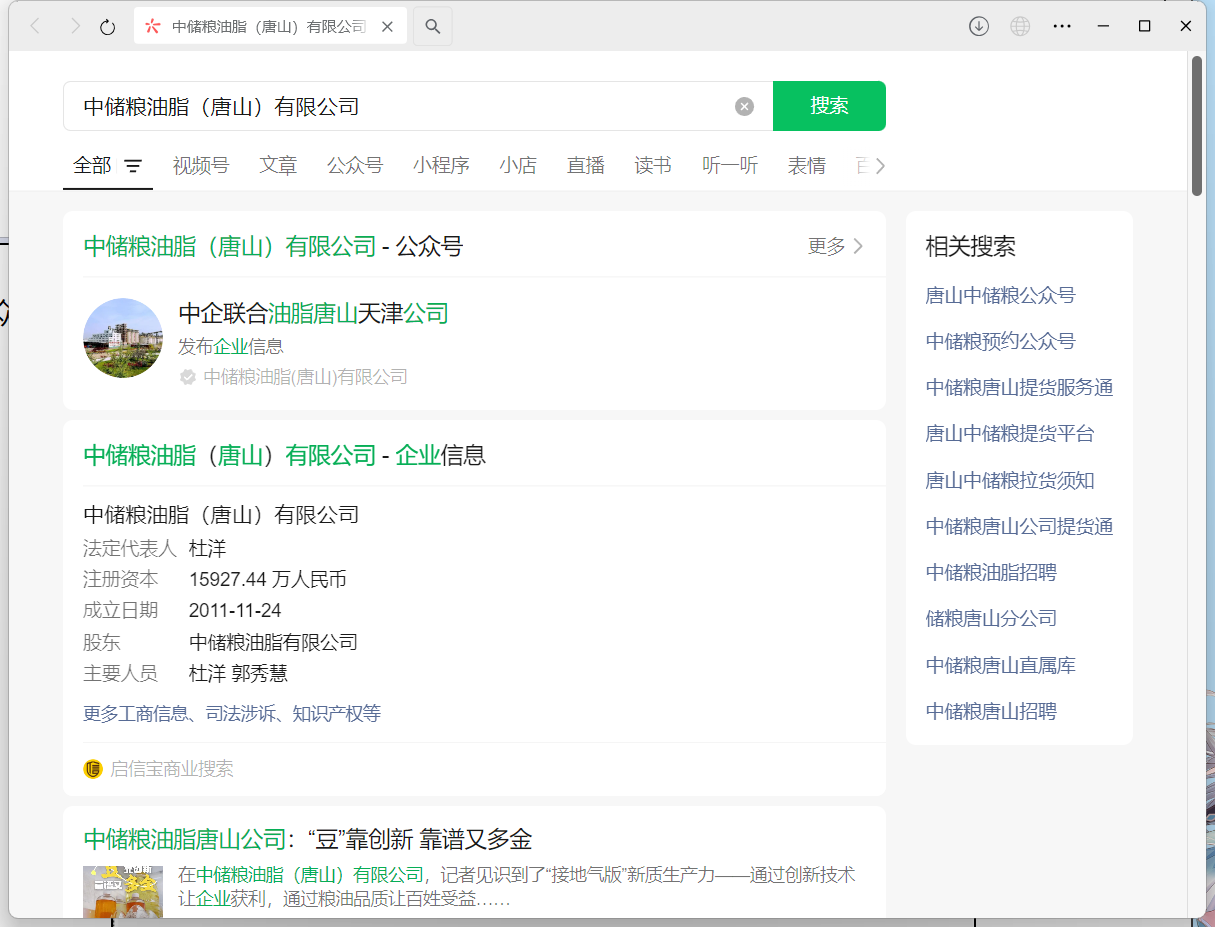 中储粮油脂（唐山）有限公司
中储粮油脂（唐山）有限公司
搜索
全部
视频号
文章
公众号
小程序
小店
直播
读书
听一听
表情
中储粮油脂（唐山）有限公司 - 公众号
更多
中企联合油脂唐山天津公司
发布企业信息
中储粮油脂(唐山)有限公司
中储粮油脂（唐山）有限公司 - 企业信息
中储粮油脂（唐山）有限公司
法定代表人 杜洋
注册资本 15927.44 万人民币
成立日期 2011-11-24
股东 中储粮油脂有限公司
主要人员 杜洋 郭秀慧
更多工商信息、司法涉诉、知识产权等
启信宝商业搜索
中储粮油脂唐山公司：“豆”靠创新 靠谱又多金
在中储粮油脂（唐山）有限公司，记者见识到了“接地气版”新质生产力——通过创新技术
让企业获利，通过粮油品质让百姓受益……
相关搜索
唐山中储粮公众号
中储粮预约公众号
中储粮唐山提货服务通
唐山中储粮提货平台
唐山中储粮拉货须知
中储粮唐山公司提货通
中储粮油脂招聘
储粮唐山分公司
中储粮唐山直属库
中储粮唐山招聘